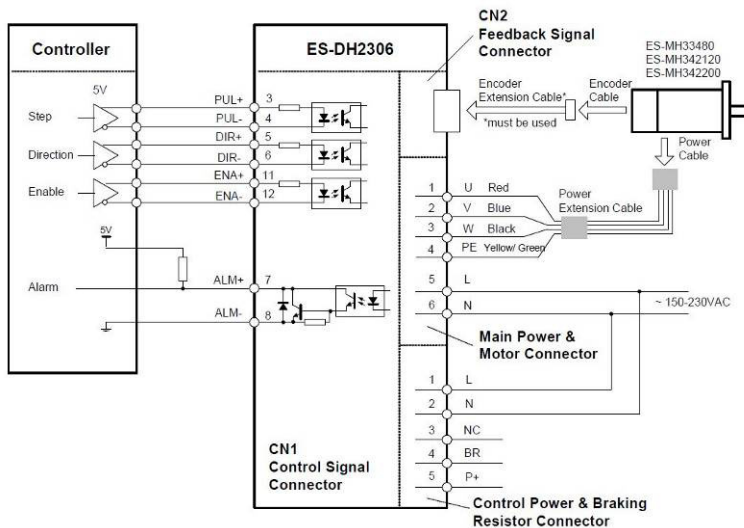 Controller
ES-DH2306
CN2
Feedback Signal
Connector
ES-MH33480
ES-MH342120
ES-MH342200
5V
Step
PUL+
3
PUL-
4
Direction
DIR+
5
DIR-
6
Enable
ENA+
11
ENA-
12
Encoder
Extension Cable*
*must be used
Encoder
Cable
Power
Cable
1 U Red
2 V Blue
3 W Black
4 PE Yellow/ Green
Power
Extension Cable
5V
Alarm
ALM+
7
ALM-
8
5 L
6 N
~ 150-230VAC
Main Power &
Motor Connector
1 L
2 N
3 NC
4 BR
5 P+
CN1
Control Signal
Connector
Control Power & Braking
Resistor Connector